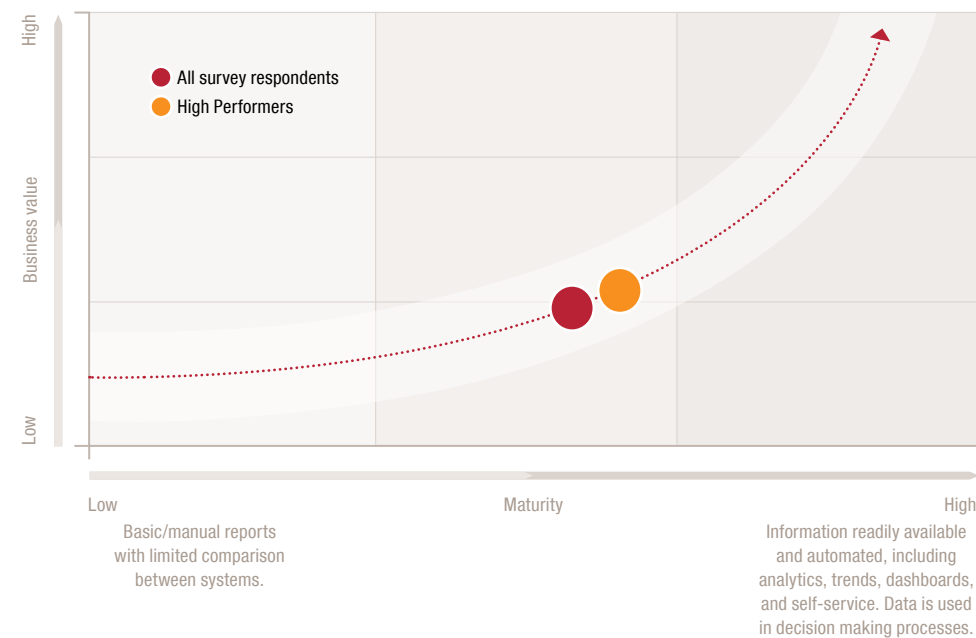 High
All survey respondents
High Performers
Business value
Low
Low
Maturity
High
Basic/manual reports
with limited comparison
between systems.
Information readily available
and automated, including
analytics, trends, dashboards,
and self-service. Data is used
in decision making processes.